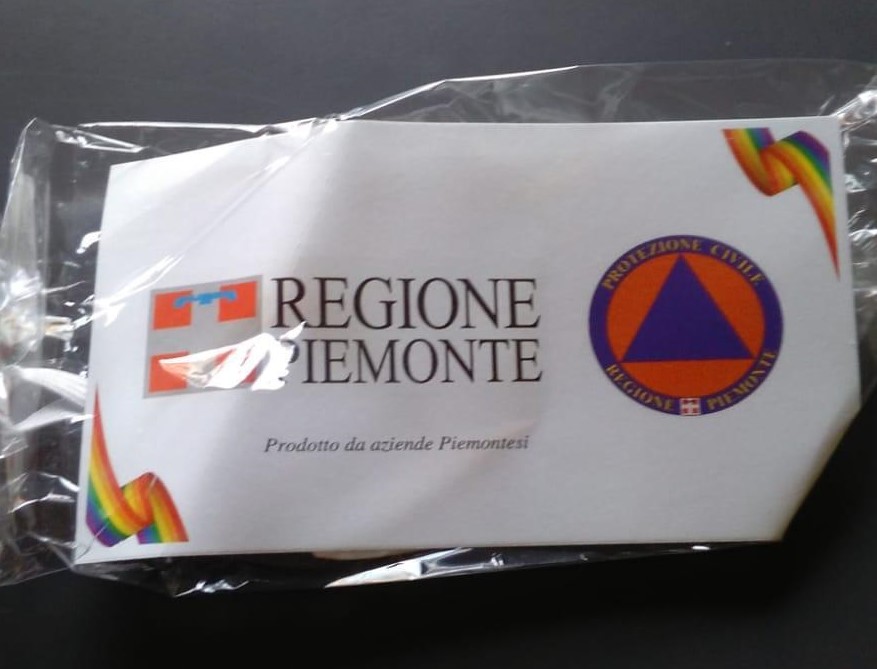 REGIONE
PIEMONTE
Prodotto da aziende Piemontesi
PROTEZIONE CIVILE
REGIONE PIEMONTE